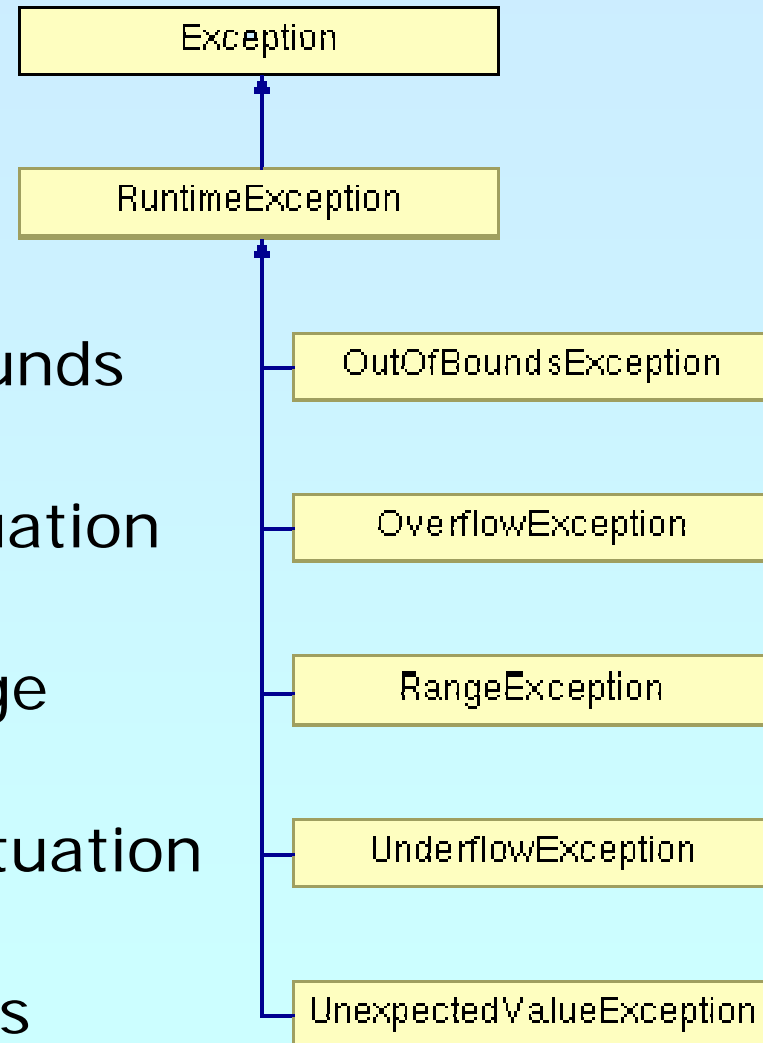 Exception
RuntimeException
unds
OutOfBoundsException
uation
OverflowException
ge
RangeException
tuation
UnderflowException
s
UnexpectedValueException